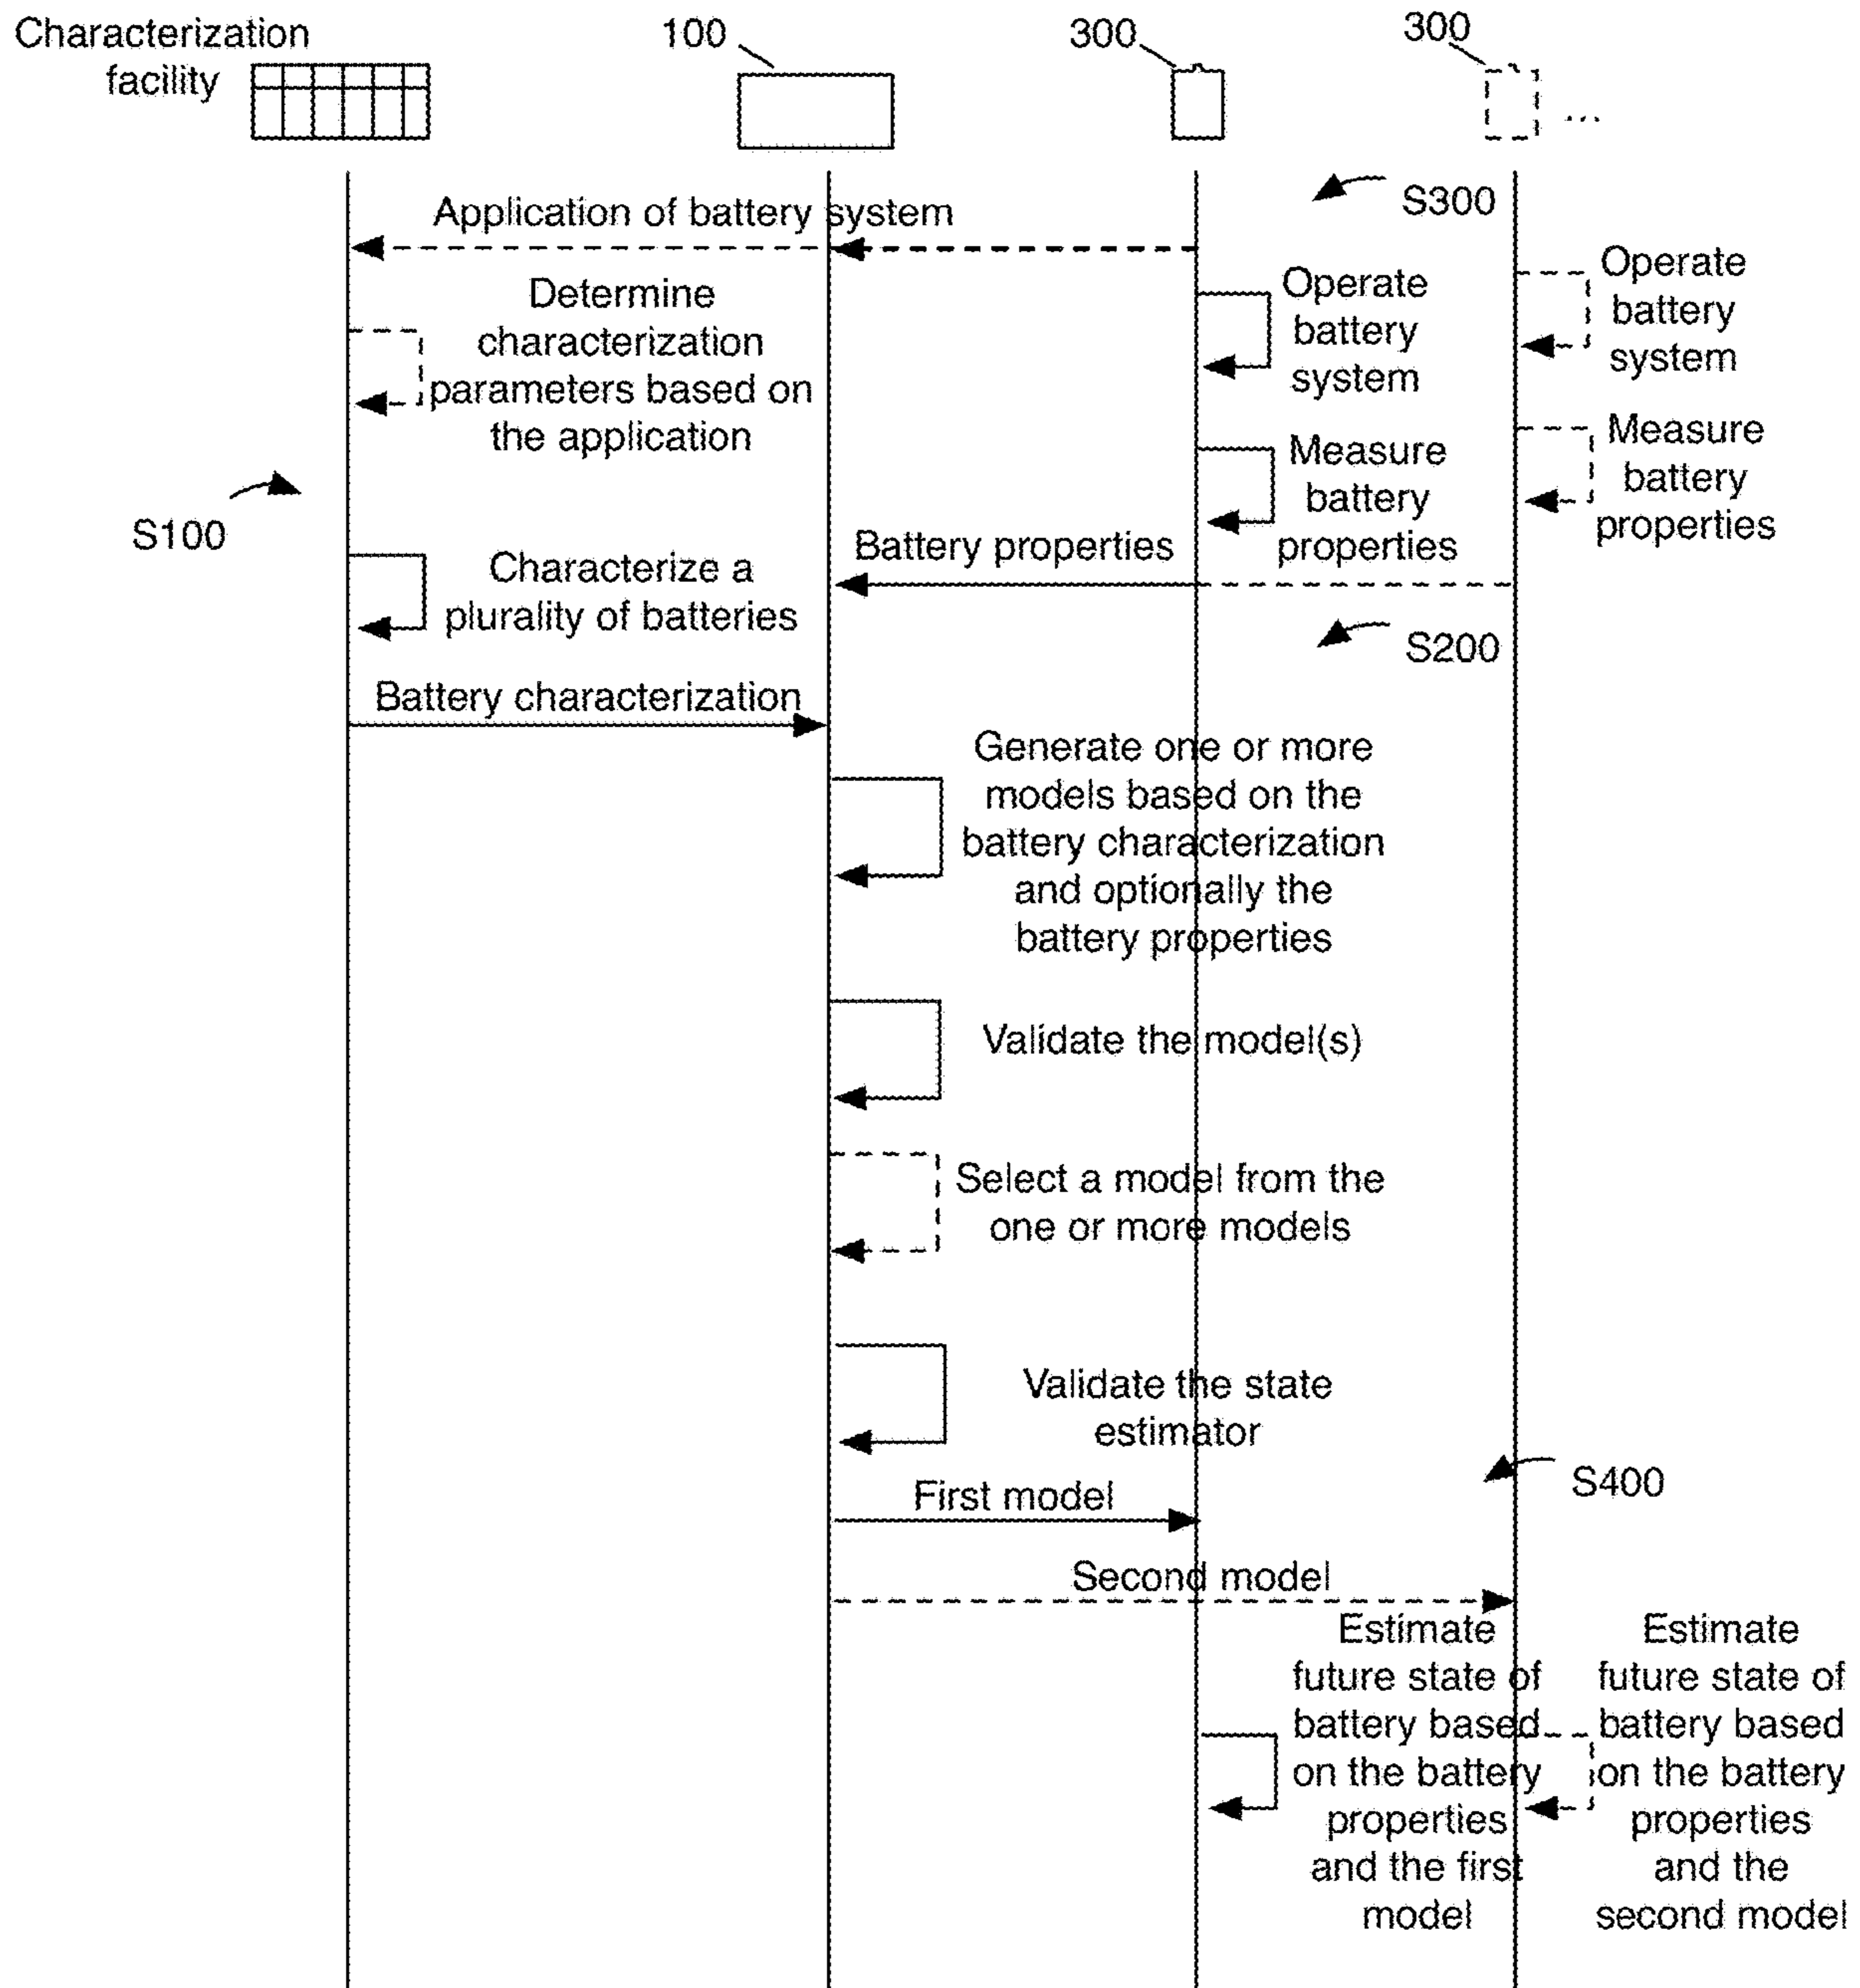 Characterization
facility
100
300
300
...
S300
Application of battery system
Determine
characterization
parameters based on
the application
Operate
battery
system
Operate
battery
system
Measure
battery
properties
Measure
battery
properties
S100
Battery properties
Characterize a
plurality of batteries
S200
Battery characterization
Generate one or more
models based on the
battery characterization
and optionally the
battery properties
Validate the model(s)
Select a model from the
one or more models
Validate the state
estimator
S400
First model
Second model
Estimate
future state of
battery based
on the battery
properties
and the first
model
Estimate
future state of
battery based
on the battery
properties
and the
second model